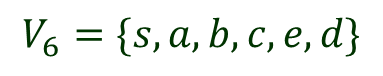 V₆ = {s, a, b, c, e, d}